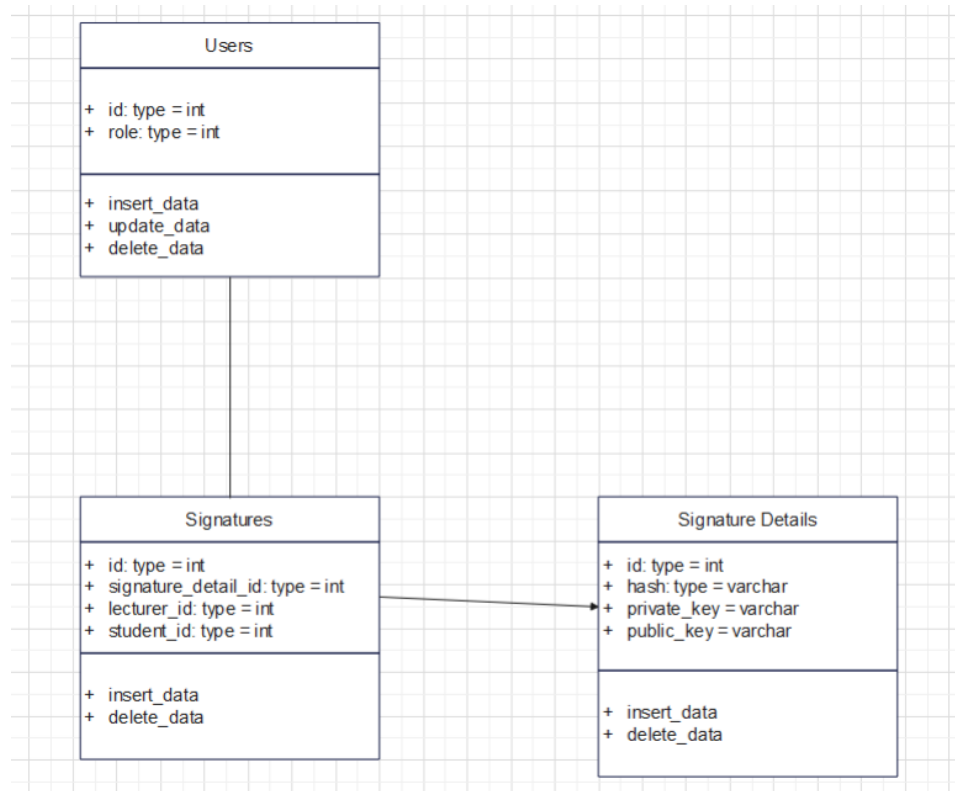 Users
+ id: type = int
+ role: type = int
+ insert_data
+ update_data
+ delete_data
Signatures
+ id: type = int
+ signature_detail_id: type = int
+ lecturer_id: type = int
+ student_id: type = int
+ insert_data
+ delete_data
Signature Details
+ id: type = int
+ hash: type = varchar
+ private_key = varchar
+ public_key = varchar
+ insert_data
+ delete_data